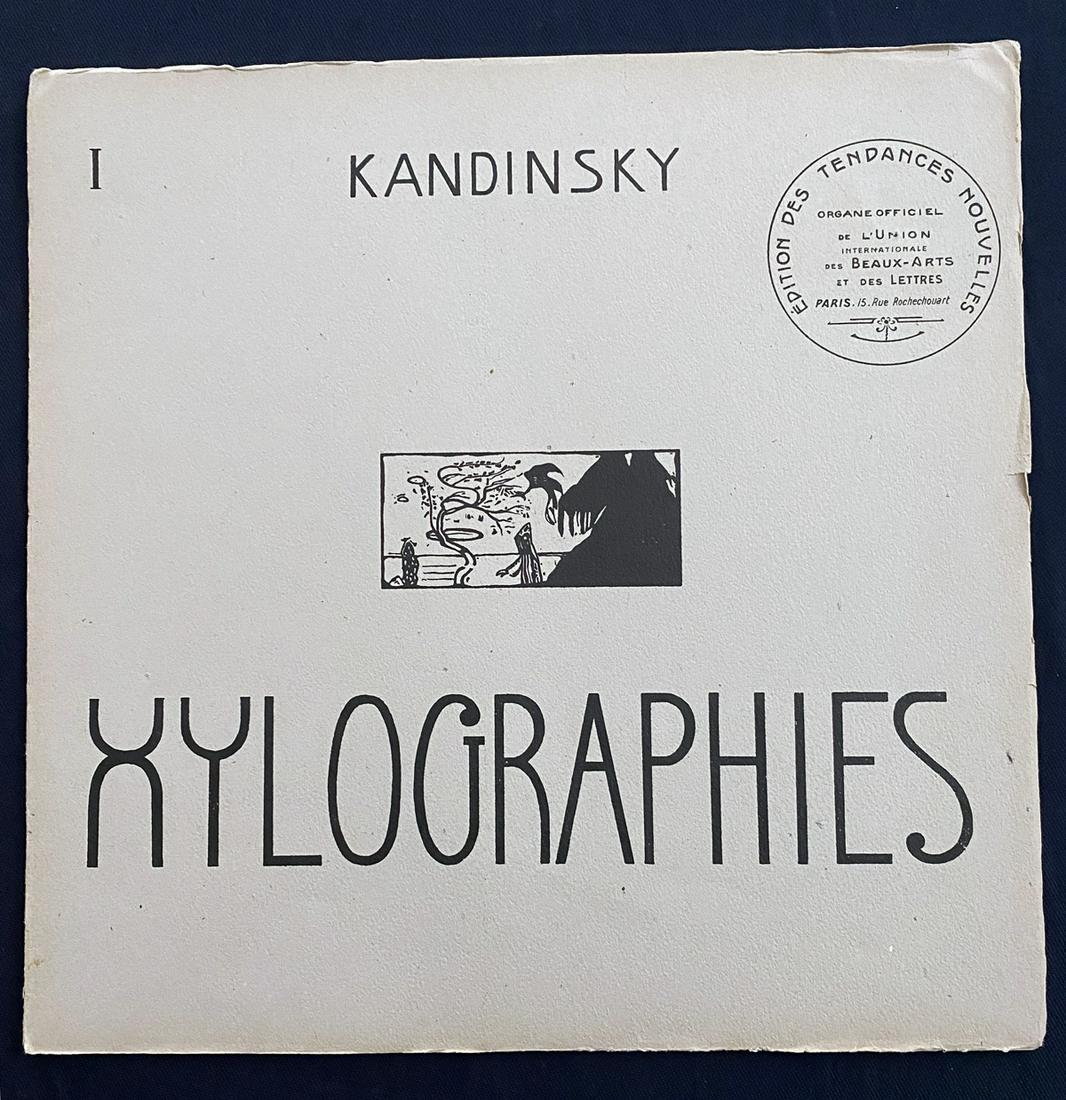 I
KANDINSKY
ÉDITION DES TENDANCES NOUVELLES
ORGANE OFFICIEL
DE L'UNION
INTERNATIONALE
DES BEAUX-ARTS
ET DES LETTRES
PARIS. 15. Rue Rochechouart
XYLOGRAPHIES